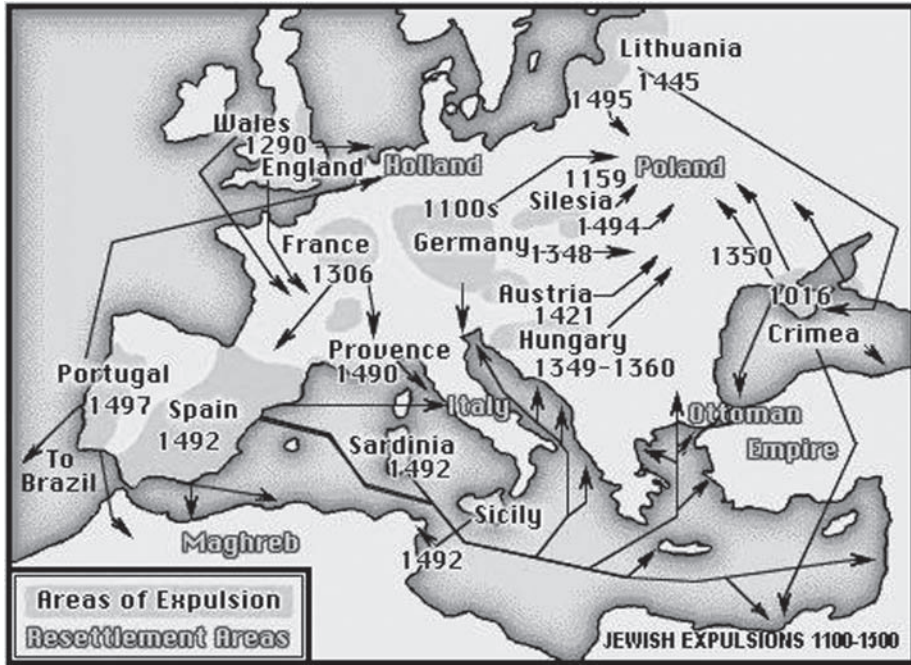 Lithuania
1445
1495
Wales
1290
England
Holland
Poland
1159
Silesia
1494
1100s
Germany
1348
France
1306
1350
1016
Crimea
Austria
1421
Hungary
1349-1360
Provence
1490
Portugal
1497
Spain
1492
Italy
Ottoman
Empire
Sardinia
1492
To
Brazil
Sicily
1492
Maghreb
Areas of Expulsion
Resettlement Areas
JEWISH EXPULSIONS 1100-1500